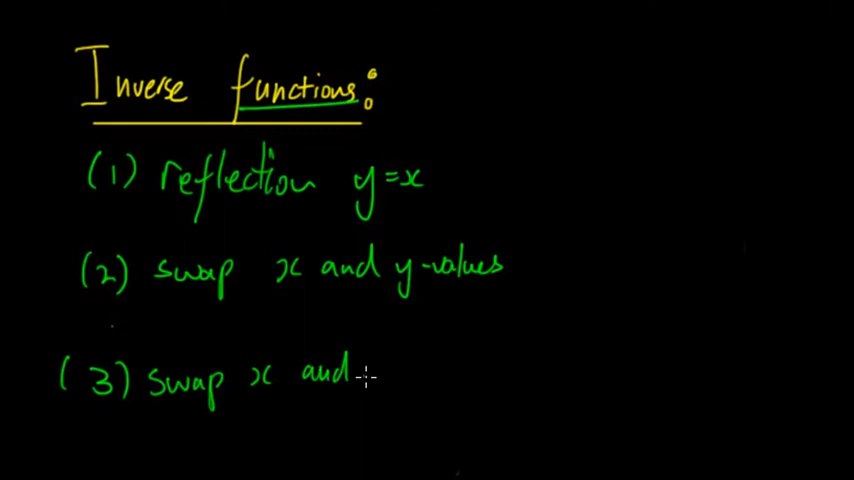 Inverse functions:
(1) reflection y=x
(2) swap x and y-values
(3) swap x and